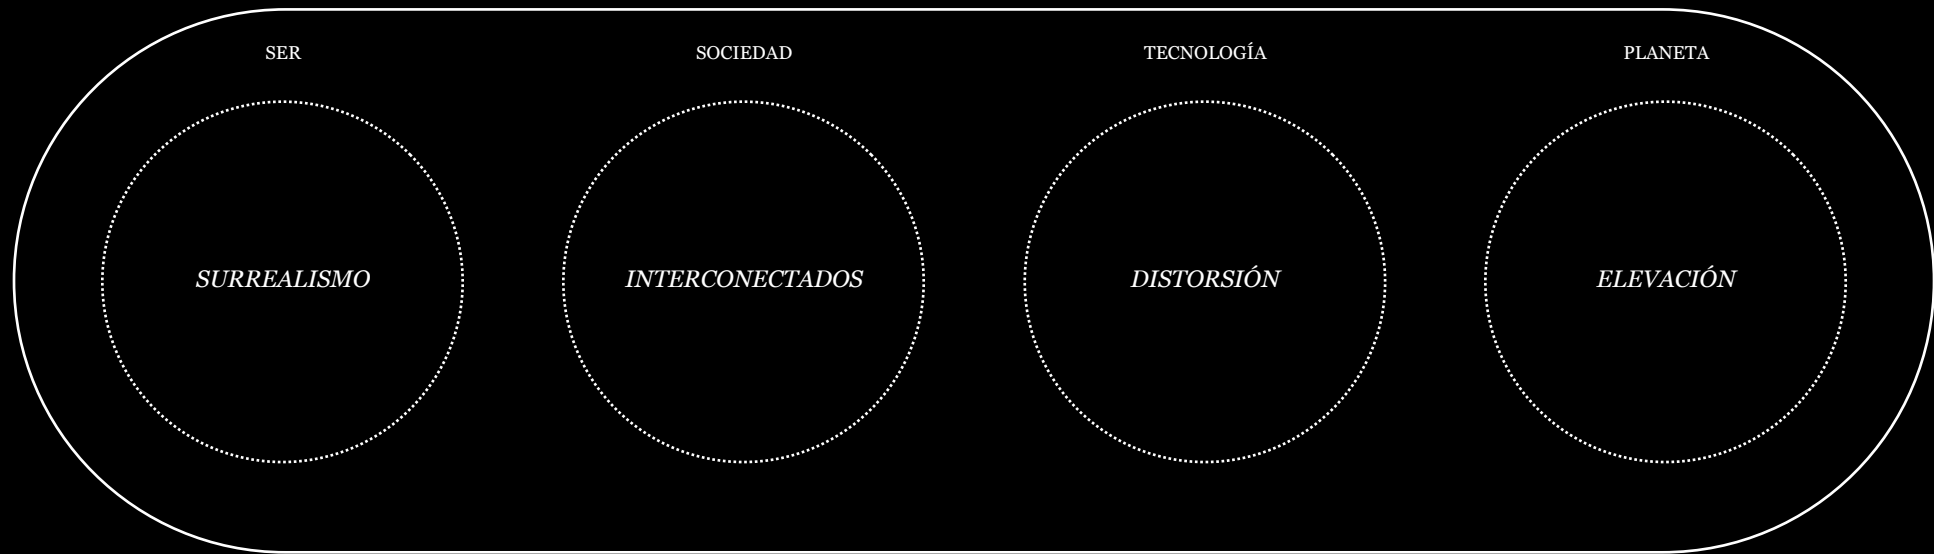 SER
SOCIEDAD
TECNOLOGÍA
PLANETA
SURREALISMO
INTERCONECTADOS
DISTORSIÓN
ELEVACIÓN